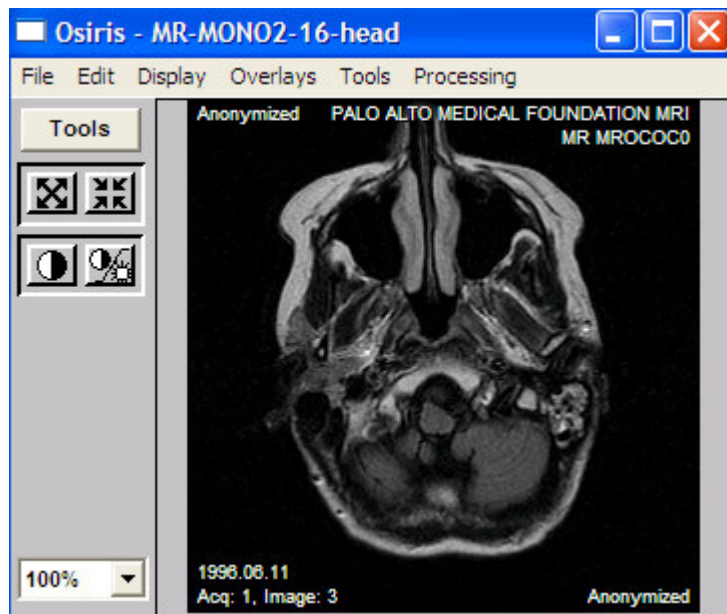 Osiris - MR-MONO2-16-head
File Edit Display Overlays Tools Processing
Tools
Anonymized PALO ALTO MEDICAL FOUNDATION MRI
MR MROCOC0
100%
1996.06.11
Acq: 1, Image: 3 Anonymized